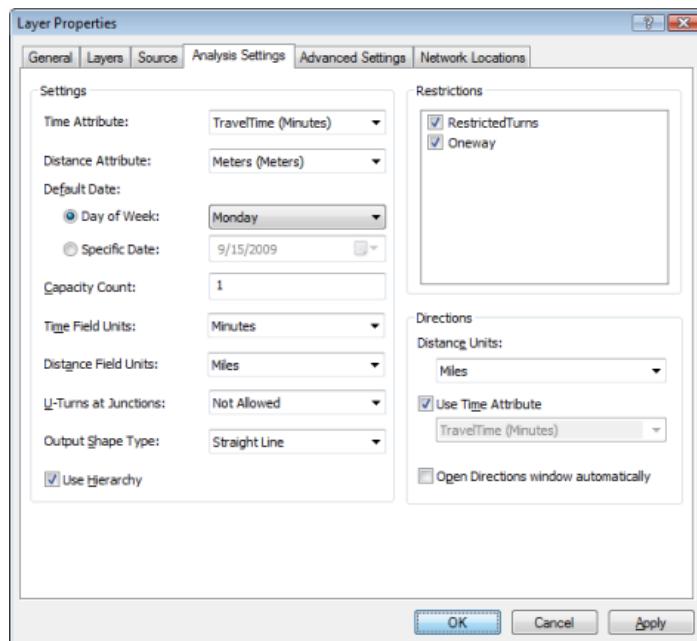 Layer Properties
General Layers Source Analysis Settings Advanced Settings Network Locations
Settings
Time Attribute: TravelTime (Minutes)
Distance Attribute: Meters (Meters)
Default Date:
Day of Week: Monday
Specific Date: 9/15/2009
Capacity Count: 1
Time Field Units: Minutes
Distance Field Units: Miles
U-Turns at Junctions: Not Allowed
Output Shape Type: Straight Line
Use Hierarchy
Restrictions
RestrictedTurns
Oneway
Directions
Distance Units:
Miles
Use Time Attribute
TravelTime (Minutes)
Open Directions window automatically
OK Cancel Apply